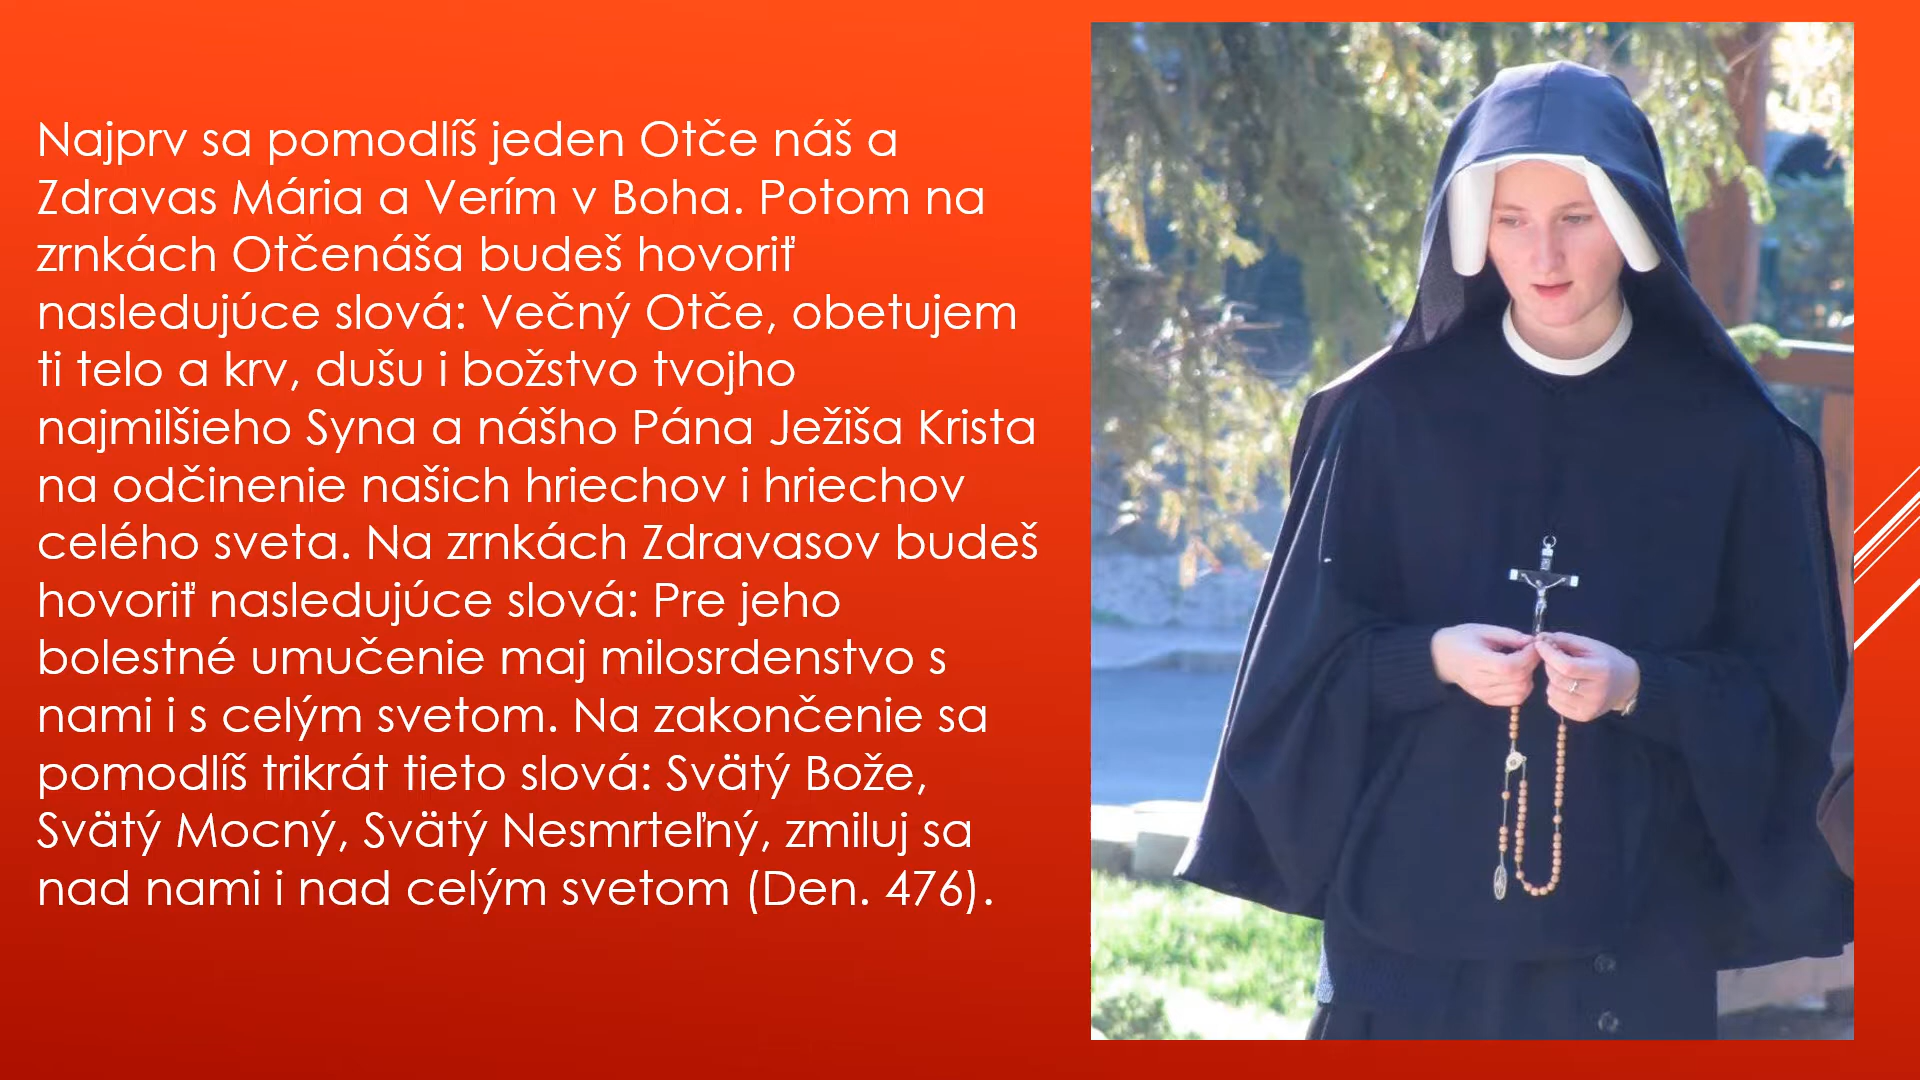 Najprv sa pomodlíš jeden Otče náš a
Zdravas Mária a Verím v Boha. Potom na
zrnkách Otčenáša budeš hovoriť
nasledujúce slová: Večný Otče, obetujem
ti telo a krv, dušu i božstvo tvojho
najmilšieho Syna a nášho Pána Ježiša Krista
na odčinenie našich hriechov i hriechov
celého sveta. Na zrnkách Zdravasov budeš
hovoriť nasledujúce slová: Pre jeho
bolestné umučenie maj milosrdenstvo s
nami i s celým svetom. Na zakončenie sa
pomodlíš trikrát tieto slová: Svätý Bože,
Svätý Mocný, Svätý Nesmrteľný, zmiluj sa
nad nami i nad celým svetom (Den. 476).